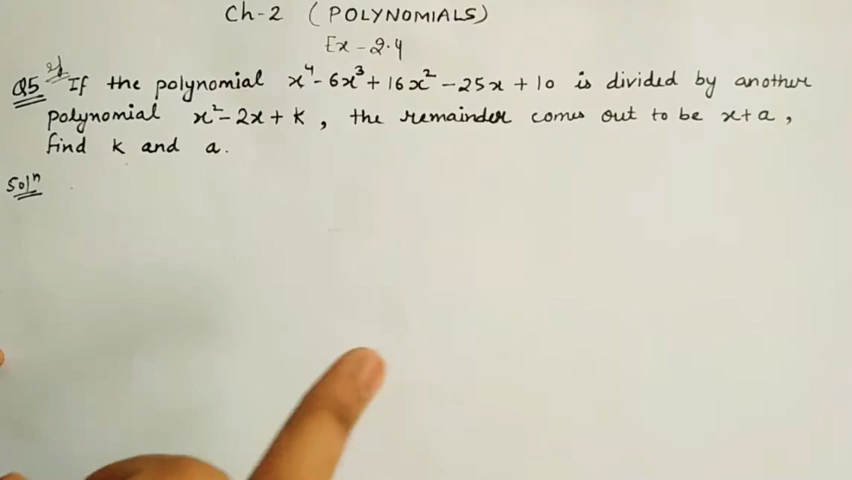 Ch-2 (POLYNOMIALS)
Ex-2.4
Q5 If the polynomial x⁴-6x³+16x²-25x+10 is divided by another
polynomial x²-2x+k, the remainder comes out to be x+a,
find k and a.
Solⁿ